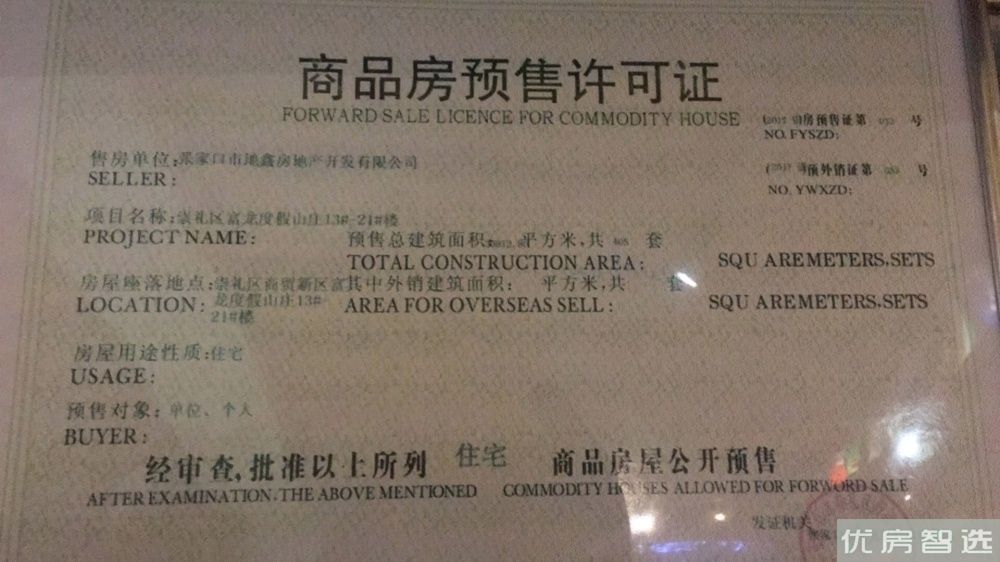 商品房预售许可证
FORWARD SALE LICENCE FOR COMMODITY HOUSE
房预售证第 号
NO. FYSZD:
售房单位:张家口市地鑫房地产开发有限公司
SELLER:
预外销证第 号
NO. YWXZD:
项目名称:崇礼区富龙度假山庄13#-21#楼
PROJECT NAME:
预售总建筑面积 平方米,共 套
TOTAL CONSTRUCTION AREA: SQU AREMETERS,SETS
房屋座落地点:崇礼区商贸新区富
龙度假山庄13#
21#楼
LOCATION:
其中外销建筑面积: 平方米,共 套
AREA FOR OVERSEAS SELL: SQU AREMETERS,SETS
房屋用途性质:住宅
USAGE:
预售对象:单位、个人
BUYER:
经审查,批准以上所列 住宅 商品房屋公开预售
AFTER EXAMINATION,THE ABOVE MENTIONED COMMODITY HOUSES ALLOWED FOR FORWORD SALE
发证机关
优房智选